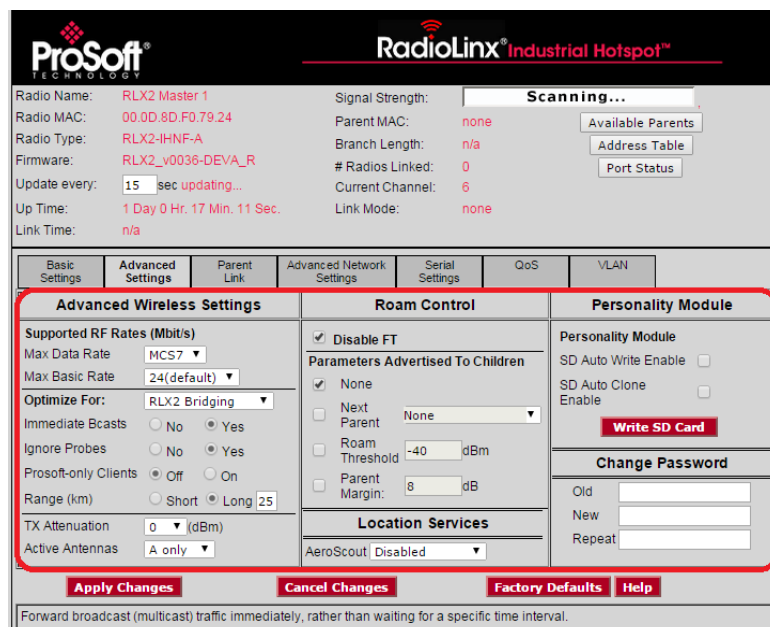 ProSoft®
TECHNOLOGY
RadioLinx® Industrial Hotspot™
Radio Name: RLX2 Master 1
Radio MAC: 00.0D.8D.F0.79.24
Radio Type: RLX2-IHNF-A
Firmware: RLX2_v0036-DEVA_R
Update every: 15 sec updating...
Up Time: 1 Day 0 Hr. 17 Min. 11 Sec.
Link Time: n/a
Signal Strength: Scanning...
Parent MAC: none
Branch Length: n/a
# Radios Linked: 0
Current Channel: 6
Link Mode: none
Available Parents
Address Table
Port Status
Basic Settings
Advanced Settings
Parent Link
Advanced Network Settings
Serial Settings
QoS
VLAN
Advanced Wireless Settings
Supported RF Rates (Mbit/s)
Max Data Rate MCS7
Max Basic Rate 24(default)
Optimize For: RLX2 Bridging
Immediate Bcasts No Yes
Ignore Probes No Yes
Prosoft-only Clients Off On
Range (km) Short Long 25
TX Attenuation 0 (dBm)
Active Antennas A only
Roam Control
Disable FT
Parameters Advertised To Children
None
Next Parent None
Roam Threshold -40 dBm
Parent Margin: 8 dB
Location Services
AeroScout Disabled
Personality Module
Personality Module
SD Auto Write Enable
SD Auto Clone Enable
Write SD Card
Change Password
Old
New
Repeat
Apply Changes
Cancel Changes
Factory Defaults
Help
Forward broadcast (multicast) traffic immediately, rather than waiting for a specific time interval.